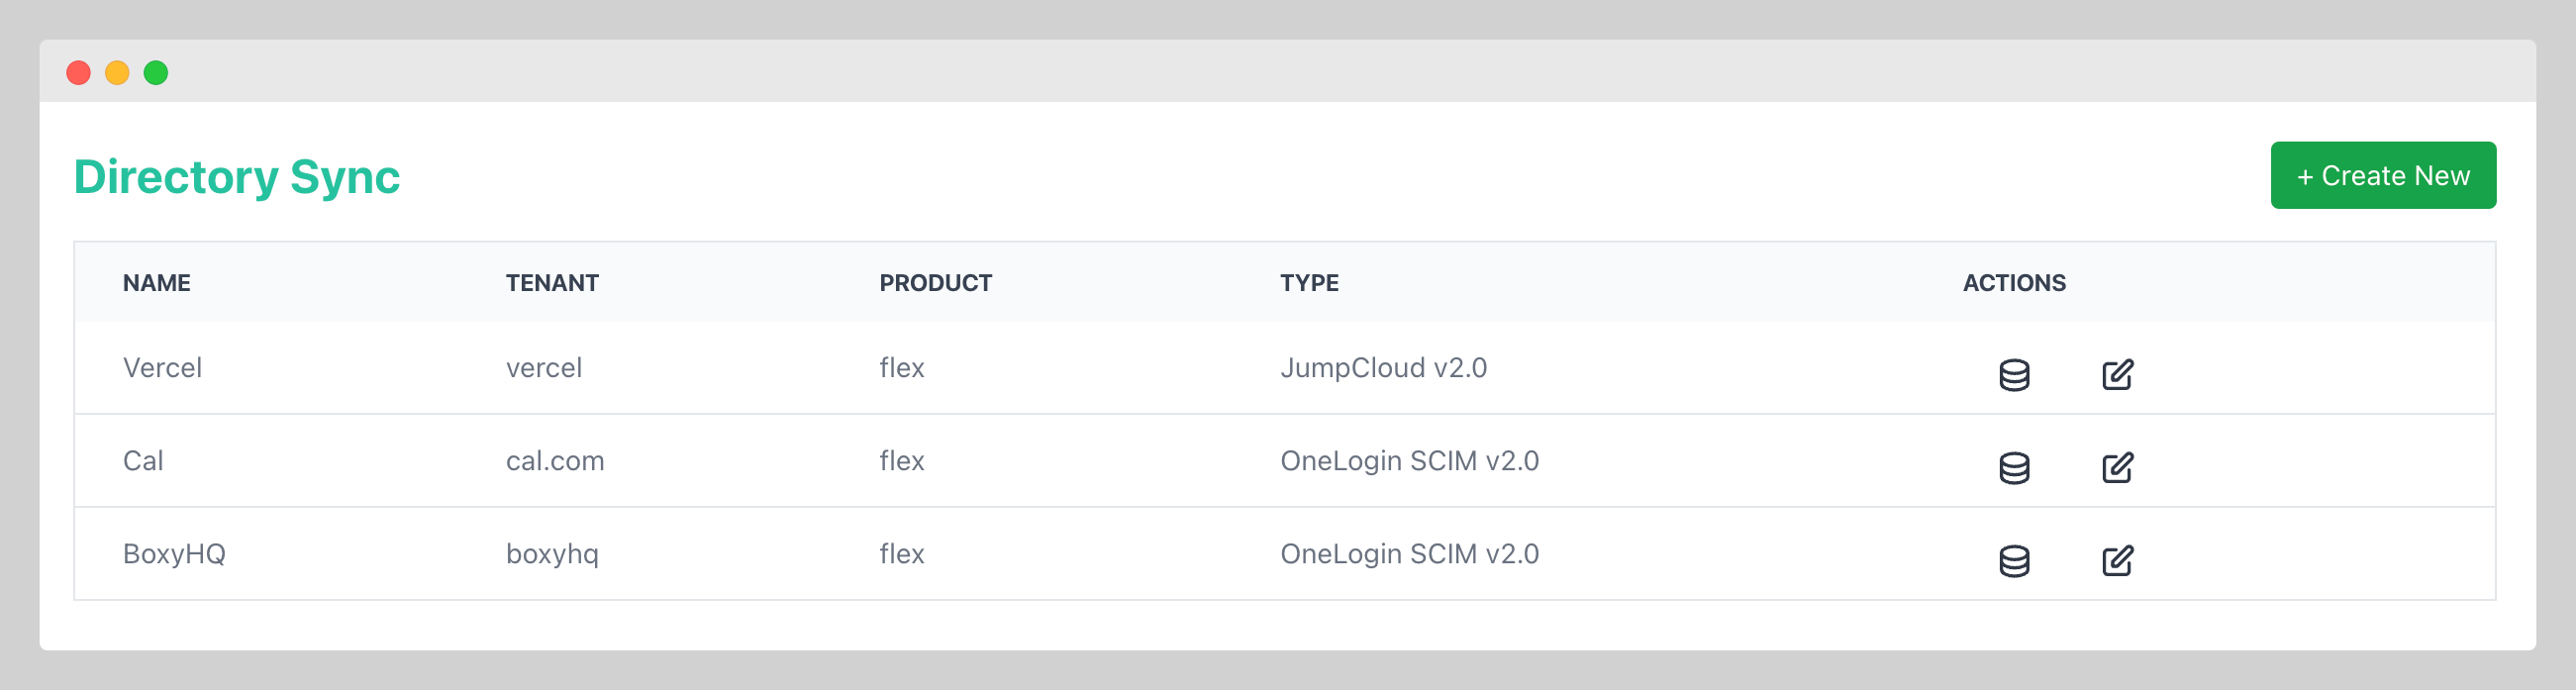 Directory Sync
+ Create New
NAME TENANT PRODUCT TYPE ACTIONS
Vercel vercel flex JumpCloud v2.0
Cal cal.com flex OneLogin SCIM v2.0
BoxyHQ boxyhq flex OneLogin SCIM v2.0